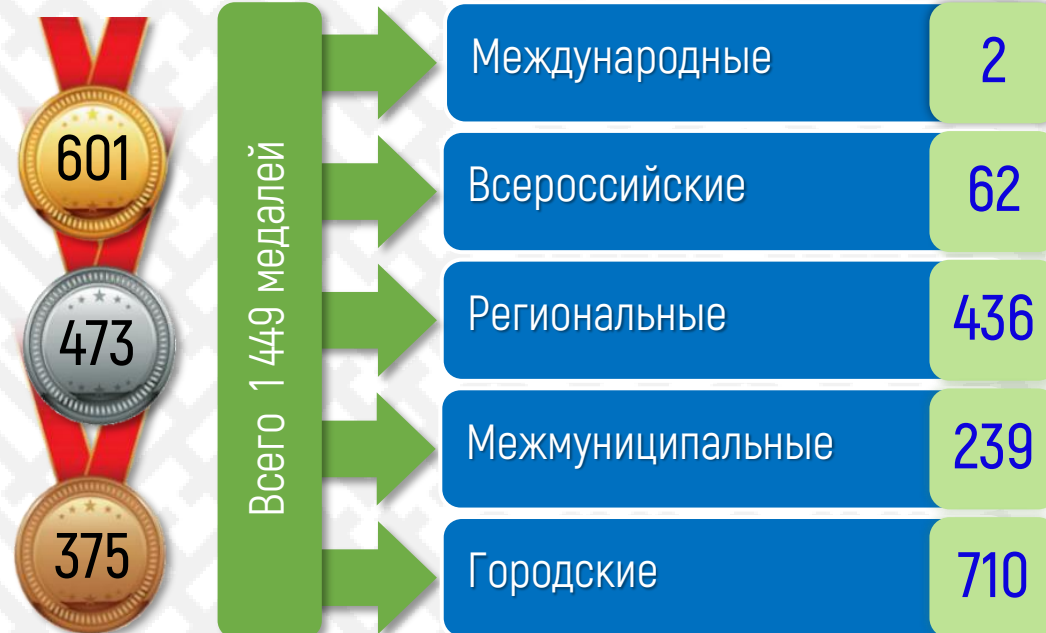 601
473
375
Всего 1 449 медалей
Международные 2
Всероссийские 62
Региональные 436
Межмуниципальные 239
Городские 710